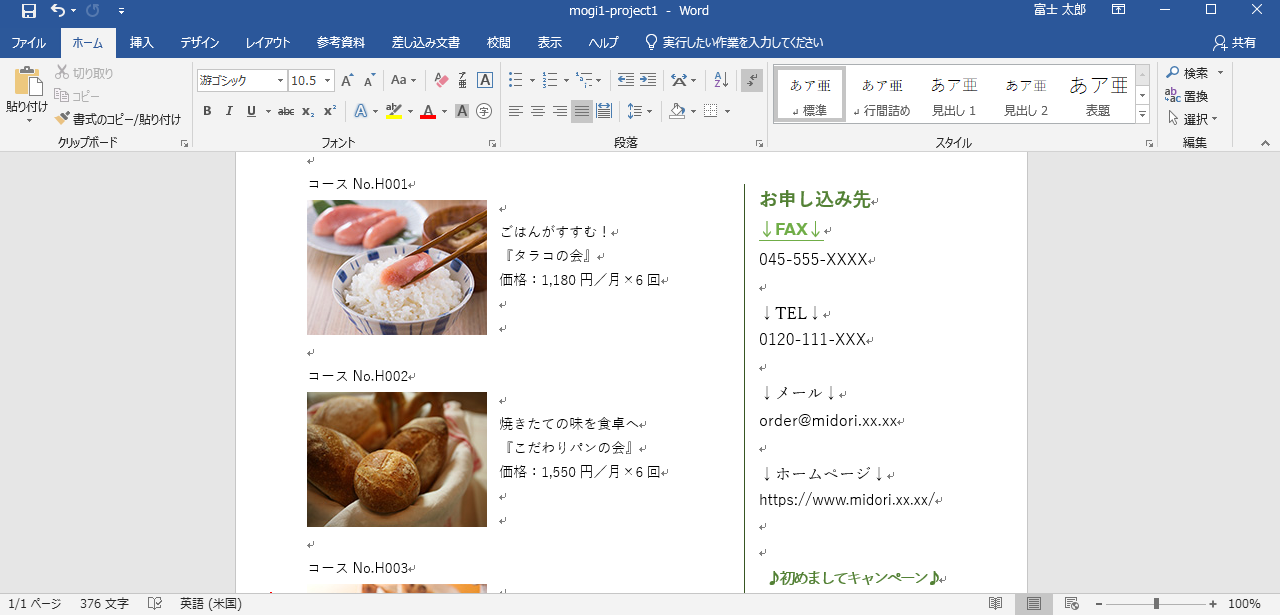 mogi1-project1 - Word
富士 太郎
ファイル ホーム 挿入 デザイン レイアウト 参考資料 差し込み文書 校閲 表示 ヘルプ 実行したい作業を入力してください 共有
貼り付け
切り取り
コピー
書式のコピー/貼り付け
クリップボード
游ゴシック 10.5
フォント
段落
あア亜 あア亜 あア亜 あア亜 あア亜
標準 行間詰め 見出し 1 見出し 2 表題
スタイル
検索
置換
選択
編集
コース No.H001
ごはんがすすむ！
『タラコの会』
価格：1,180 円／月×6 回
コース No.H002
焼きたての味を食卓へ
『こだわりパンの会』
価格：1,550 円／月×6 回
コース No.H003
お申し込み先
↓FAX↓
045-555-XXXX
↓TEL↓
0120-111-XXX
↓メール↓
order@midori.xx.xx
↓ホームページ↓
https://www.midori.xx.xx/
♪初めましてキャンペーン♪
1/1 ページ 376 文字 英語 (米国) 100%